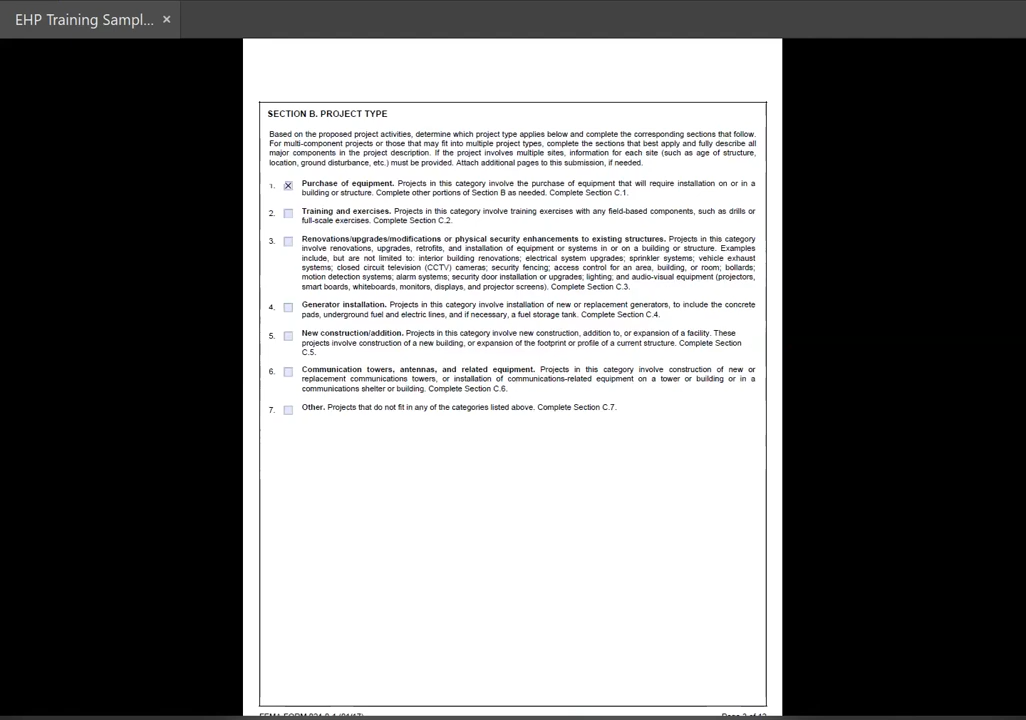 EHP Training Sampl... ×
SECTION B. PROJECT TYPE
Based on the proposed project activities, determine which project type applies below and complete the corresponding sections that follow.
For multi-component projects or those that may fit into multiple project types, complete the sections that best apply and fully describe all
major components in the project description. If the project involves multiple sites, information for each site (such as age of structure,
location, ground disturbance, etc.) must be provided. Attach additional pages to this submission, if needed.
1. Purchase of equipment. Projects in this category involve the purchase of equipment that will require installation on or in a
building or structure. Complete other portions of Section B as needed. Complete Section C.1.
2. Training and exercises. Projects in this category involve training exercises with any field-based components, such as drills or
full-scale exercises. Complete Section C.2.
3. Renovations/upgrades/modifications or physical security enhancements to existing structures. Projects in this category
involve renovations, upgrades, retrofits, and installation of equipment or systems in or on a building or structure. Examples
include, but are not limited to: interior building renovations; electrical system upgrades; sprinkler systems; vehicle exhaust
systems; closed circuit television (CCTV) cameras; security fencing; access control for an area, building, or room; bollards;
motion detection systems; alarm systems; security door installation or upgrades; lighting; and audio-visual equipment (projectors,
smart boards, whiteboards, monitors, displays, and projector screens). Complete Section C.3.
4. Generator installation. Projects in this category involve installation of new or replacement generators, to include the concrete
pads, underground fuel and electric lines, and if necessary, a fuel storage tank. Complete Section C.4.
5. New construction/addition. Projects in this category involve new construction, addition to, or expansion of a facility. These
projects involve construction of a new building, or expansion of the footprint or profile of a current structure. Complete Section
C.5.
6. Communication towers, antennas, and related equipment. Projects in this category involve construction of new or
replacement communications towers, or installation of communications-related equipment on a tower or building or in a
communications shelter or building. Complete Section C.6.
7. Other. Projects that do not fit in any of the categories listed above. Complete Section C.7.